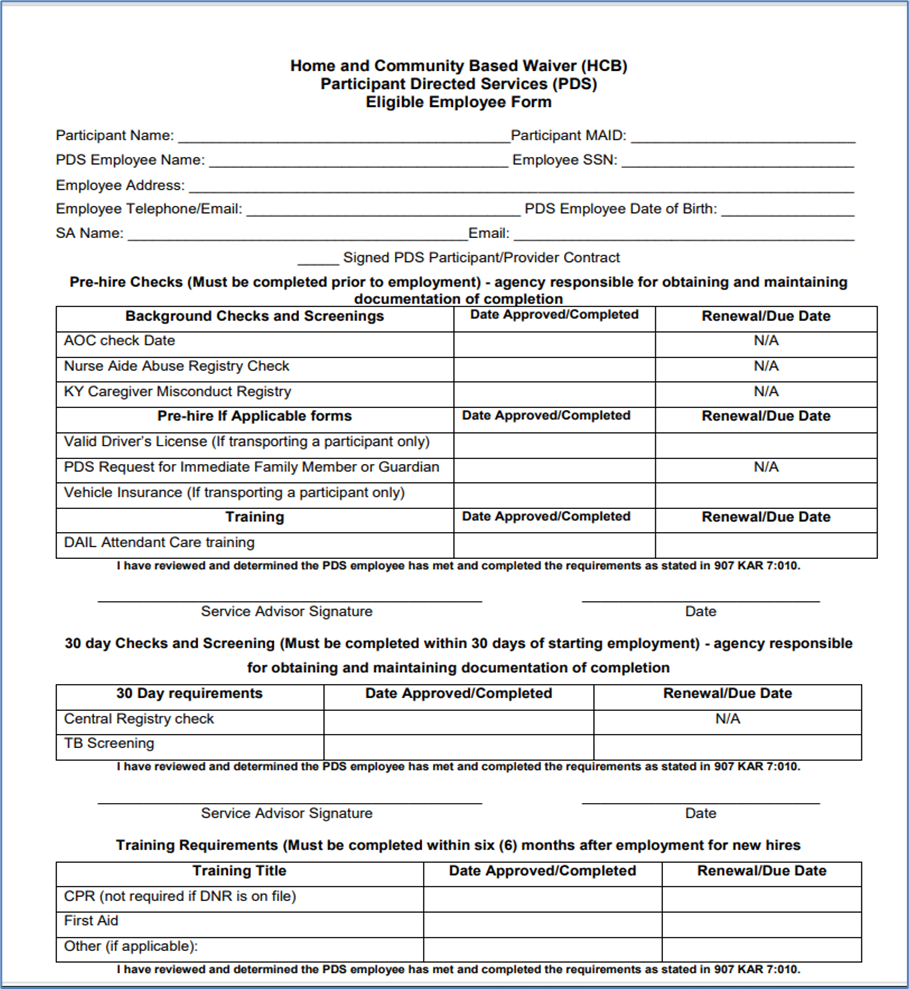 Home and Community Based Waiver (HCB)
Participant Directed Services (PDS)
Eligible Employee Form
Participant Name: ______________________________________Participant MAID: __________________________
PDS Employee Name: __________________________________ Employee SSN: ___________________________
Employee Address: ____________________________________________________________________________
Employee Telephone/Email: ________________________________ PDS Employee Date of Birth: _______________
SA Name: _______________________________________Email: _______________________________________
_____ Signed PDS Participant/Provider Contract
Pre-hire Checks (Must be completed prior to employment) - agency responsible for obtaining and maintaining
documentation of completion
Background Checks and Screenings Date Approved/Completed Renewal/Due Date
AOC check Date N/A
Nurse Aide Abuse Registry Check N/A
KY Caregiver Misconduct Registry N/A
Pre-hire If Applicable forms Date Approved/Completed Renewal/Due Date
Valid Driver's License (If transporting a participant only)
PDS Request for Immediate Family Member or Guardian N/A
Vehicle Insurance (If transporting a participant only)
Training Date Approved/Completed Renewal/Due Date
DAIL Attendant Care training
I have reviewed and determined the PDS employee has met and completed the requirements as stated in 907 KAR 7:010.
Service Advisor Signature Date
30 day Checks and Screening (Must be completed within 30 days of starting employment) - agency responsible
for obtaining and maintaining documentation of completion
30 Day requirements Date Approved/Completed Renewal/Due Date
Central Registry check N/A
TB Screening
I have reviewed and determined the PDS employee has met and completed the requirements as stated in 907 KAR 7:010.
Service Advisor Signature Date
Training Requirements (Must be completed within six (6) months after employment for new hires
Training Title Date Approved/Completed Renewal/Due Date
CPR (not required if DNR is on file)
First Aid
Other (if applicable):
I have reviewed and determined the PDS employee has met and completed the requirements as stated in 907 KAR 7:010.